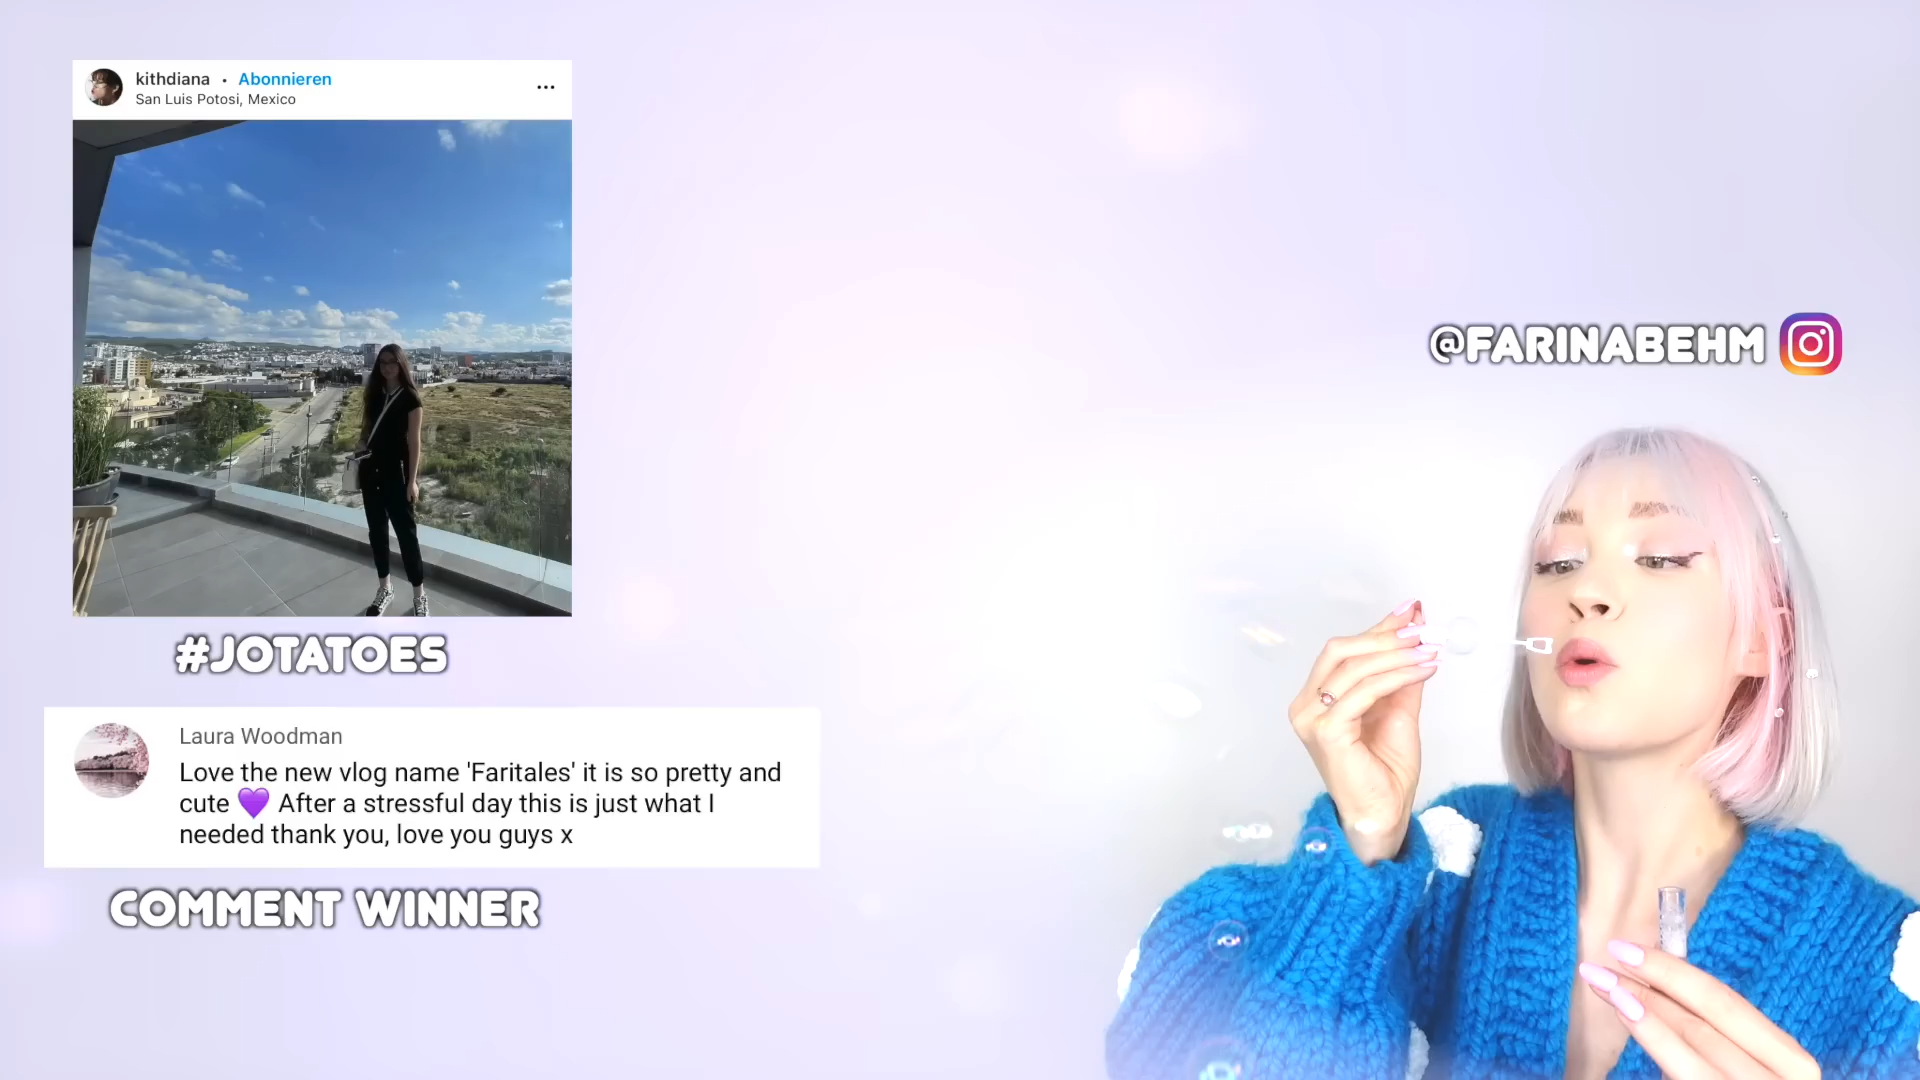 kithdiana • Abonnieren
San Luis Potosi, Mexico
#JOTATOES
Laura Woodman
Love the new vlog name 'Faritales' it is so pretty and
cute 💜 After a stressful day this is just what I
needed thank you, love you guys x
COMMENT WINNER
@FARINABEHM